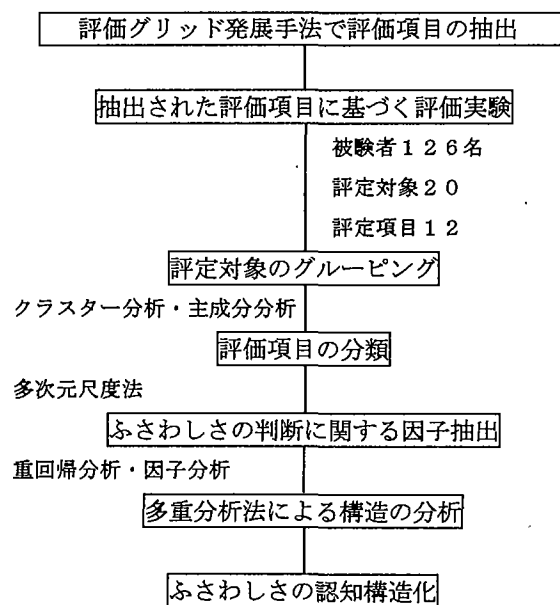 評価グリッド発展手法で評価項目の抽出
抽出された評価項目に基づく評価実験
被験者１２６名
評定対象２０
評定項目１２
評定対象のグルーピング
クラスター分析・主成分分析
評価項目の分類
多次元尺度法
ふさわしさの判断に関する因子抽出
重回帰分析・因子分析
多重分析法による構造の分析
ふさわしさの認知構造化